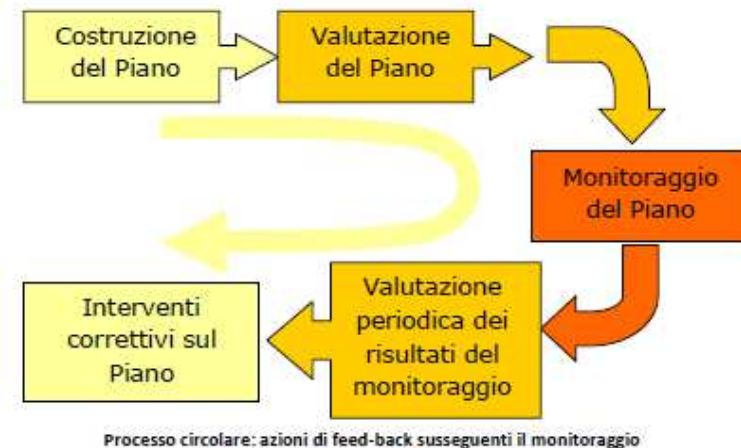 Costruzione
del Piano
Valutazione
del Piano
Monitoraggio
del Piano
Valutazione
periodica dei
risultati del
monitoraggio
Interventi
correttivi sul
Piano
Processo circolare: azioni di feed-back susseguenti il monitoraggio